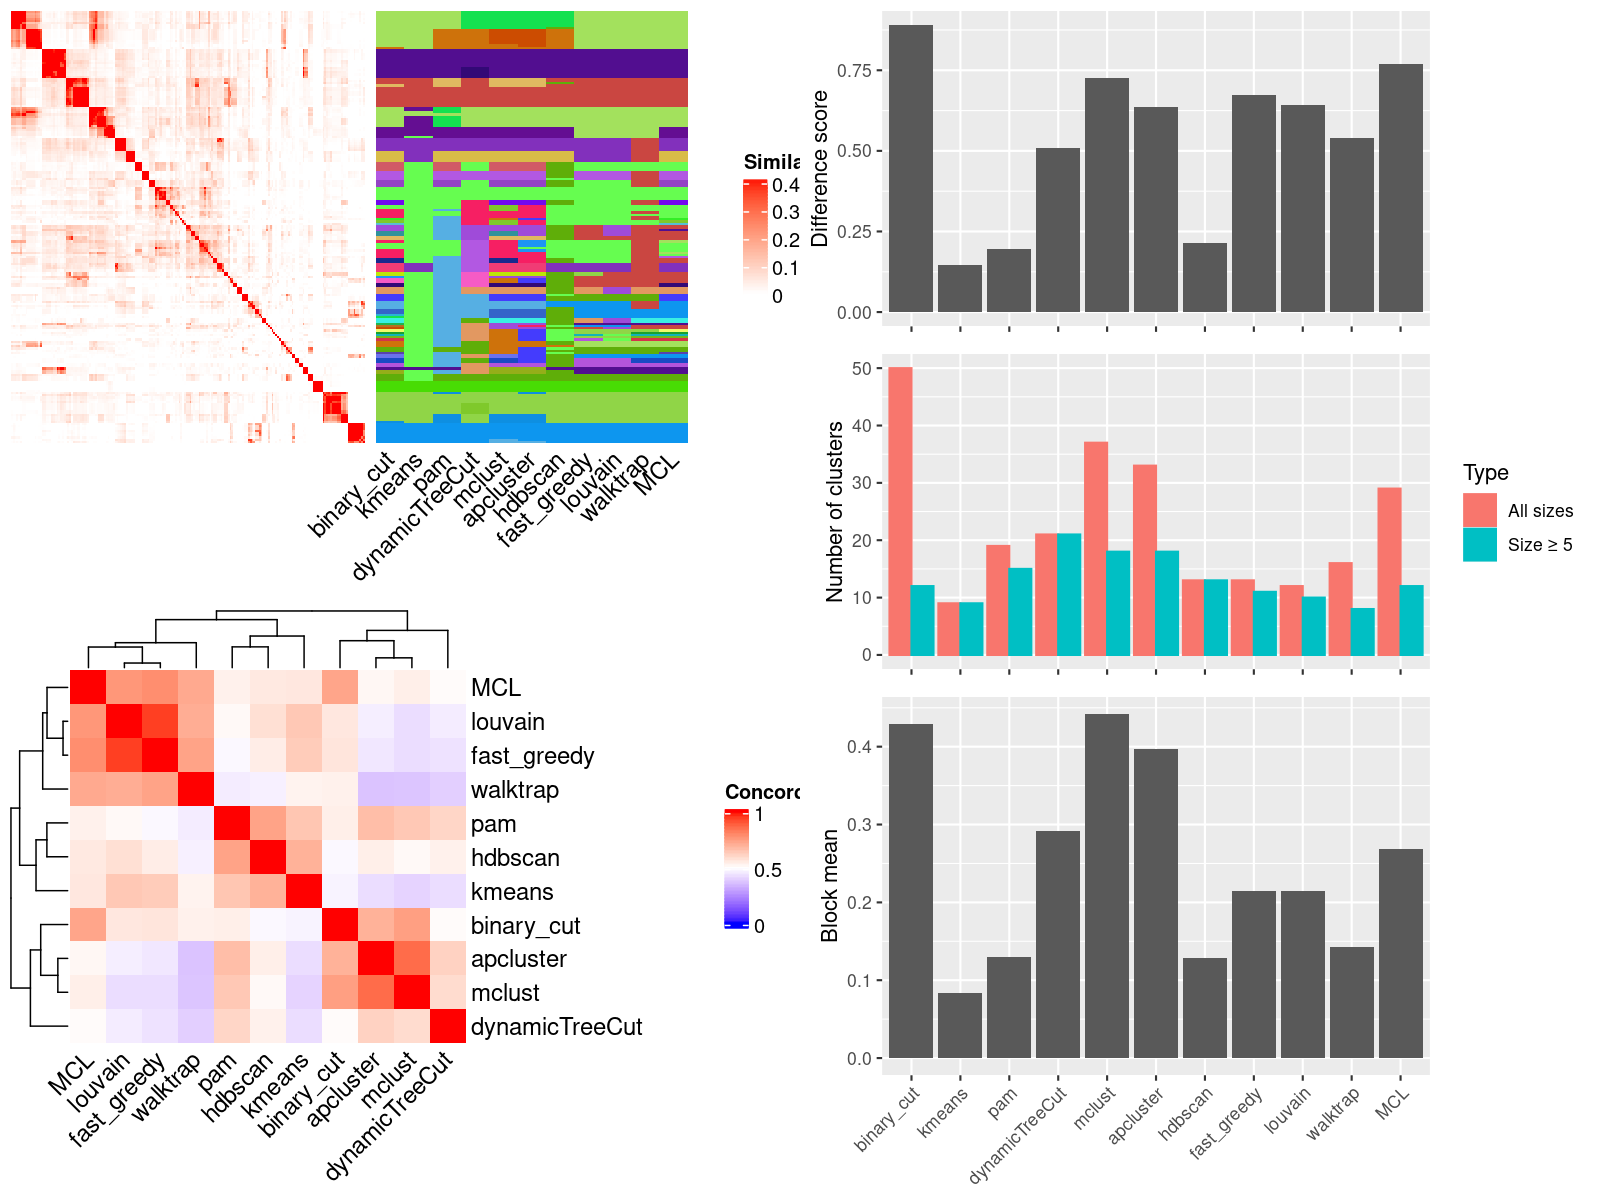 Simila
0.4
0.3
0.2
0.1
0
binary_cut
kmeans
pam
dynamicTreeCut
mclust
apcluster
hdbscan
fast_greedy
louvain
walktrap
MCL
MCL
louvain
fast_greedy
walktrap
pam
hdbscan
kmeans
binary_cut
apcluster
mclust
dynamicTreeCut
MCL
louvain
fast_greedy
walktrap
pam
hdbscan
kmeans
binary_cut
apcluster
mclust
dynamicTreeCut
Concord
1
0.5
0
Difference score
0.75
0.50
0.25
0.00
Number of clusters
50
40
30
20
10
0
Type
All sizes
Size ≥ 5
Block mean
0.4
0.3
0.2
0.1
0.0
binary_cut
kmeans
pam
dynamicTreeCut
mclust
apcluster
hdbscan
fast_greedy
louvain
walktrap
MCL